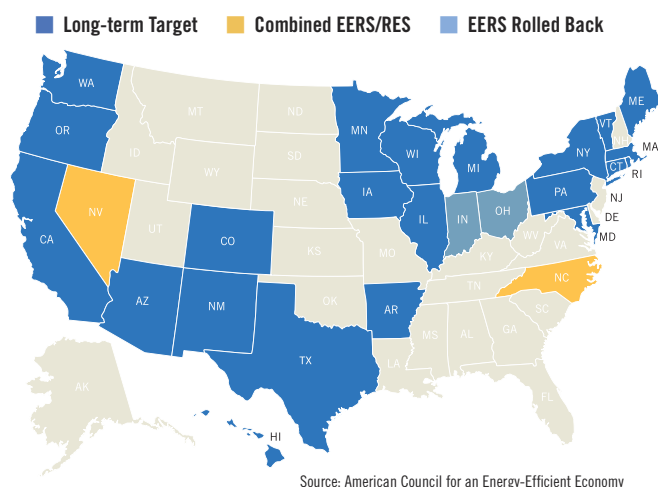 Long-term Target Combined EERS/RES EERS Rolled Back
WA
ME
MT
ND
VT
MN
OR
NH
MA
ID
SD
WI
NY
WY
MI
CT
RI
IA
PA
NE
NJ
NV
IL
IN
OH
DE
UT
MD
CA
CO
WV
KS
MO
VA
KY
NC
TN
AZ
OK
NM
AR
SC
MS
AL
GA
TX
LA
AK
FL
HI
Source: American Council for an Energy-Efficient Economy